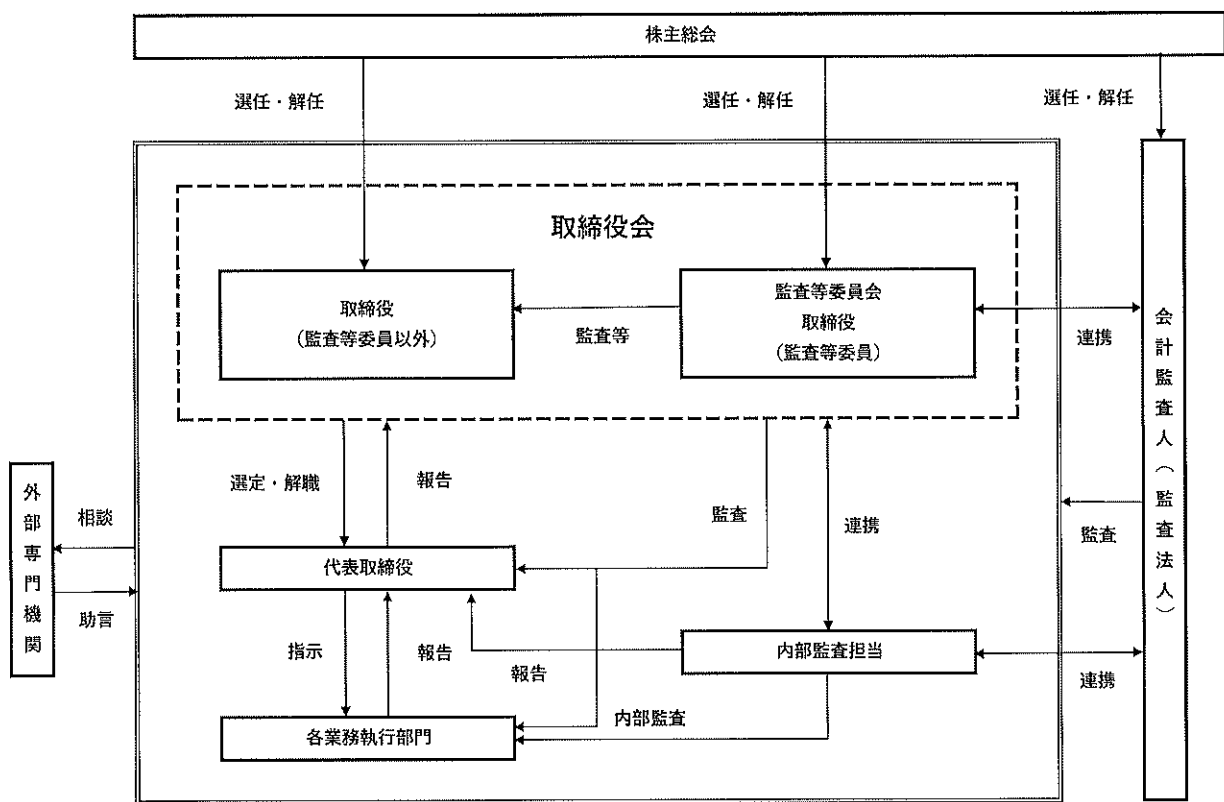 株主総会
選任・解任
選任・解任
選任・解任
取締役会
取締役
（監査等委員以外）
監査等
監査等委員会
取締役
（監査等委員）
連携
会計監査人（監査法人）
選定・解職
報告
監査
連携
監査
外部専門機関
相談
助言
代表取締役
指示
報告
報告
内部監査担当
連携
内部監査
各業務執行部門